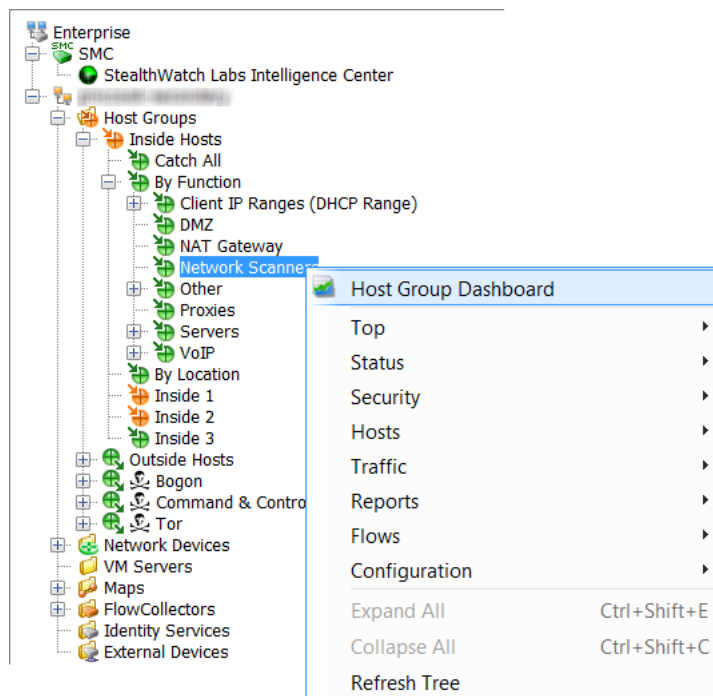 Enterprise
SMC
SMC
StealthWatch Labs Intelligence Center
Host Groups
Inside Hosts
Catch All
By Function
Client IP Ranges (DHCP Range)
DMZ
NAT Gateway
Network Scanners
Other
Proxies
Servers
VoIP
By Location
Inside 1
Inside 2
Inside 3
Outside Hosts
Bogon
Command & Contro
Tor
Network Devices
VM Servers
Maps
FlowCollectors
Identity Services
External Devices
Host Group Dashboard
Top
Status
Security
Hosts
Traffic
Reports
Flows
Configuration
Expand All Ctrl+Shift+E
Collapse All Ctrl+Shift+C
Refresh Tree